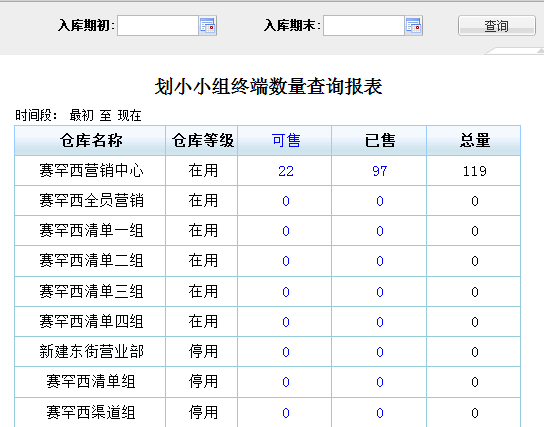 入库期初: 入库期末: 查询
划小小组终端数量查询报表
时间段: 最初 至 现在
仓库名称 仓库等级 可售 已售 总量
赛罕西营销中心 在用 22 97 119
赛罕西全员营销 在用 0 0 0
赛罕西清单一组 在用 0 0 0
赛罕西清单二组 在用 0 0 0
赛罕西清单三组 在用 0 0 0
赛罕西清单四组 在用 0 0 0
新建东街营业部 停用 0 0 0
赛罕西清单组 停用 0 0 0
赛罕西渠道组 停用 0 0 0